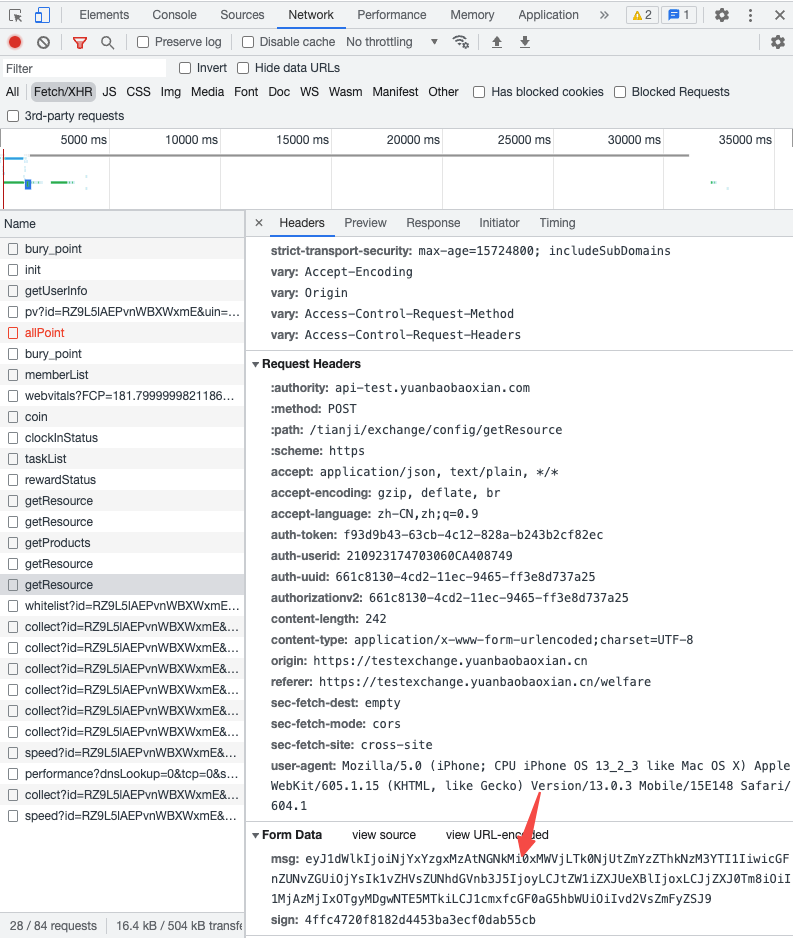 Elements Console Sources Network Performance Memory Application » 2 1
Preserve log Disable cache No throttling
Filter Invert Hide data URLs
All Fetch/XHR JS CSS Img Media Font Doc WS Wasm Manifest Other Has blocked cookies Blocked Requests
3rd-party requests
5000 ms 10000 ms 15000 ms 20000 ms 25000 ms 30000 ms 35000 ms
Name
bury_point
init
getUserInfo
pv?id=RZ9L5lAEPvnWBXWxmE&uin=…
allPoint
bury_point
memberList
webvitals?FCP=181.7999999821186…
coin
clockInStatus
taskList
rewardStatus
getResource
getResource
getProducts
getResource
getResource
whitelist?id=RZ9L5lAEPvnWBXWxmE…
collect?id=RZ9L5lAEPvnWBXWxmE&…
collect?id=RZ9L5lAEPvnWBXWxmE&…
collect?id=RZ9L5lAEPvnWBXWxmE&…
collect?id=RZ9L5lAEPvnWBXWxmE&…
collect?id=RZ9L5lAEPvnWBXWxmE&…
collect?id=RZ9L5lAEPvnWBXWxmE&…
speed?id=RZ9L5lAEPvnWBXWxmE&…
performance?dnsLookup=0&tcp=0&s…
collect?id=RZ9L5lAEPvnWBXWxmE&…
speed?id=RZ9L5lAEPvnWBXWxmE&…
28 / 84 requests 16.4 kB / 504 kB transfe
× Headers Preview Response Initiator Timing
strict-transport-security: max-age=15724800; includeSubDomains
vary: Accept-Encoding
vary: Origin
vary: Access-Control-Request-Method
vary: Access-Control-Request-Headers
Request Headers
:authority: api-test.yuanbaobaoxian.com
:method: POST
:path: /tianji/exchange/config/getResource
:scheme: https
accept: application/json, text/plain, */*
accept-encoding: gzip, deflate, br
accept-language: zh-CN,zh;q=0.9
auth-token: f93d9b43-63cb-4c12-828a-b243b2cf82ec
auth-userid: 210923174703060CA408749
auth-uuid: 661c8130-4cd2-11ec-9465-ff3e8d737a25
authorizationv2: 661c8130-4cd2-11ec-9465-ff3e8d737a25
content-length: 242
content-type: application/x-www-form-urlencoded;charset=UTF-8
origin: https://testexchange.yuanbaobaoxian.cn
referer: https://testexchange.yuanbaobaoxian.cn/welfare
sec-fetch-dest: empty
sec-fetch-mode: cors
sec-fetch-site: cross-site
user-agent: Mozilla/5.0 (iPhone; CPU iPhone OS 13_2_3 like Mac OS X) Apple
WebKit/605.1.15 (KHTML, like Gecko) Version/13.0.3 Mobile/15E148 Safari/
604.1
Form Data view source view URL-encoded
msg: eyJ1dWlkIjoiNjYxYzgxMzAtNGNkMi0xMWVjLTk0NjUtZmYzZThkNzM3YTI1IiwicGF
nZUNvZGUiOjYsIk1vZHVsZUNhdGVnb3J5IjoyLCJtZW1iZXJUeXBlIjoxLCJjZXJ0Tm8iOiI
1MjAzMjIxOTgyMDgwNTE5MTkiLCJ1cmxfcGF0aG5hbWUiOiIvd2VsZmFyZSJ9
sign: 4ffc4720f8182d4453ba3ecf0dab55cb